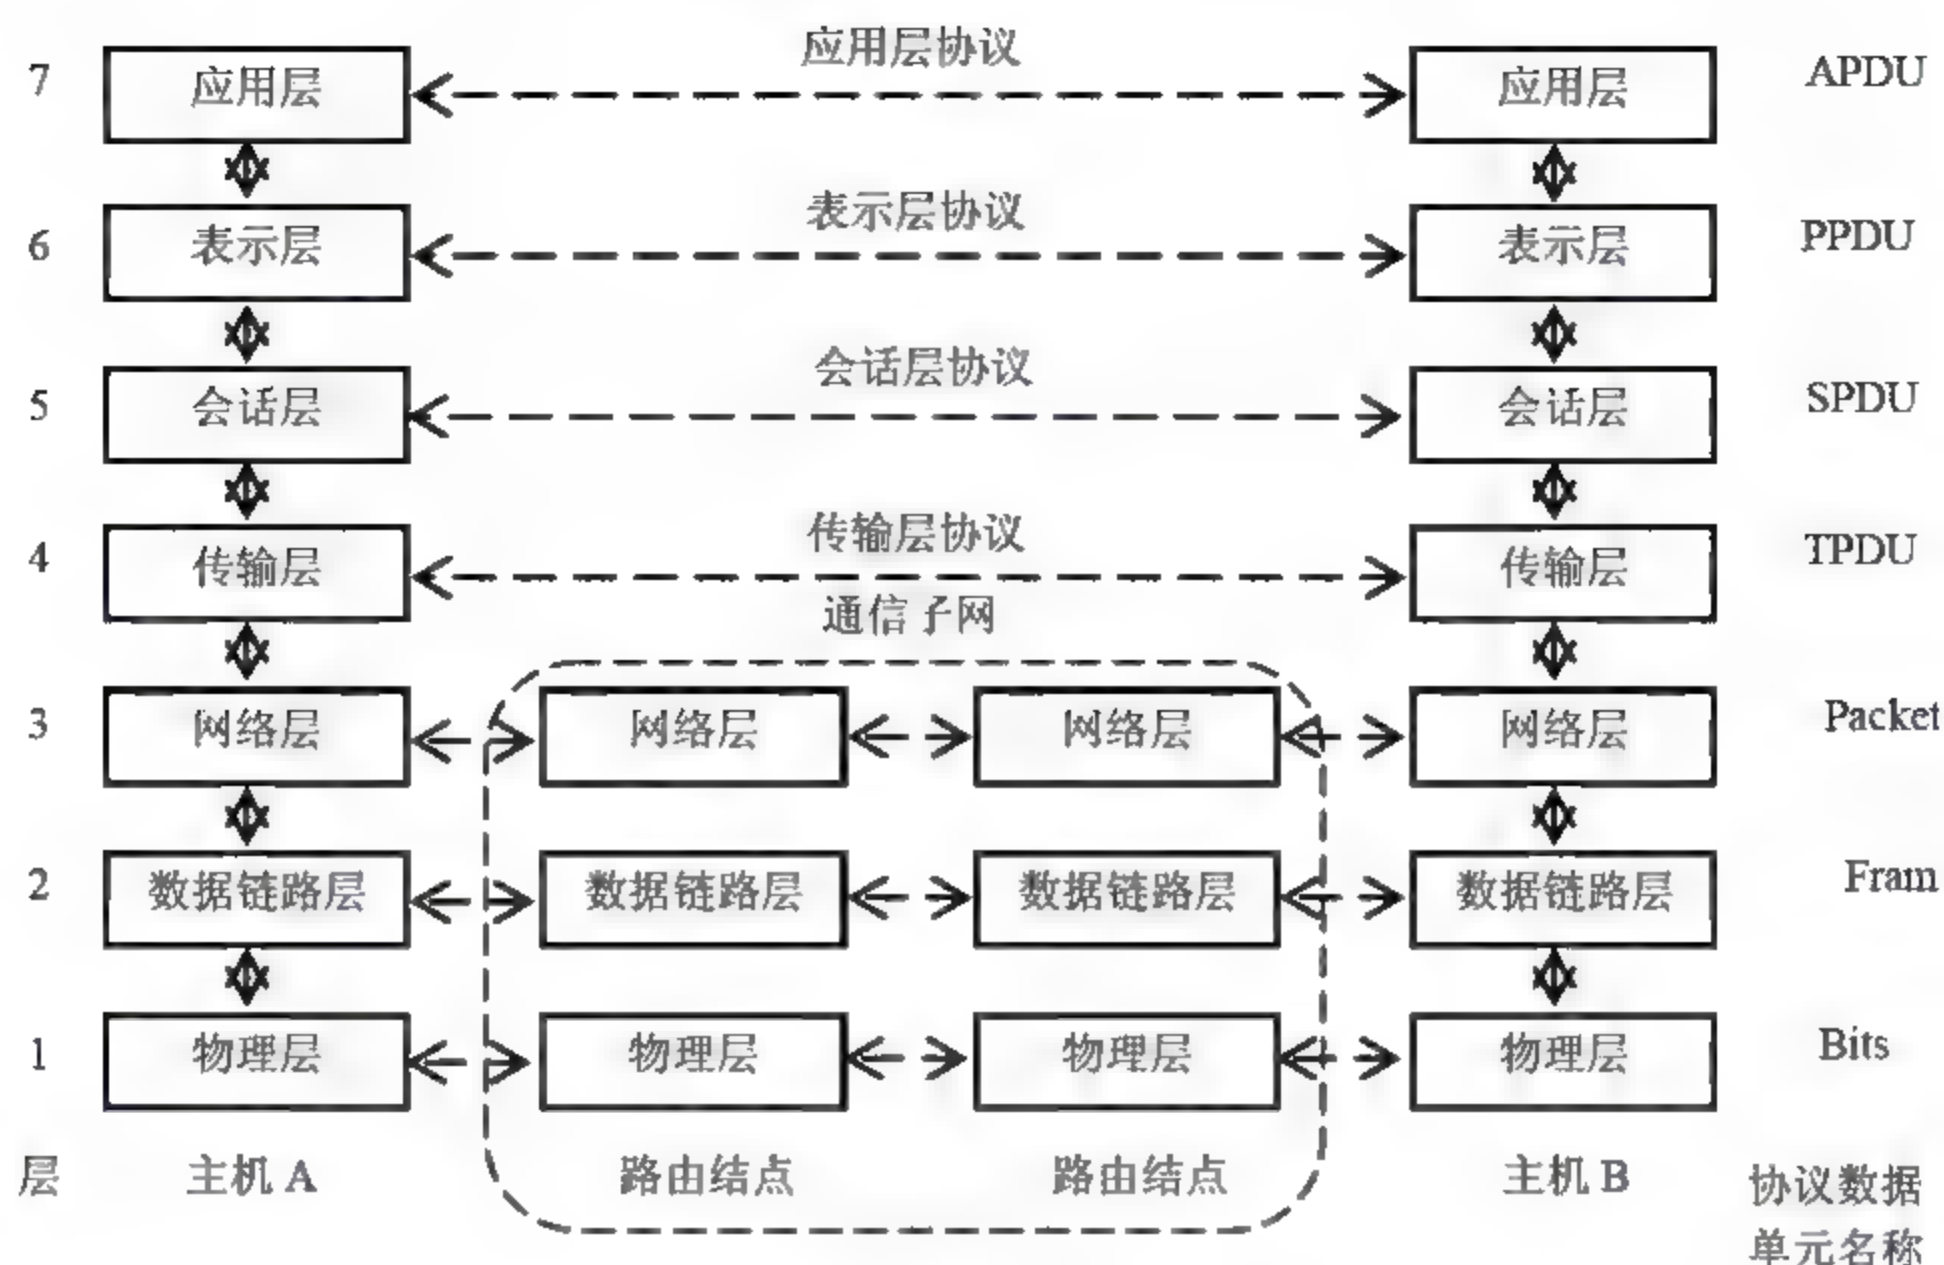 应用层协议
7 应用层 应用层 APDU
表示层协议
6 表示层 表示层 PPDU
会话层协议
5 会话层 会话层 SPDU
传输层协议
4 传输层 传输层 TPDU
通信子网
3 网络层 网络层 网络层 网络层 Packet
2 数据链路层 数据链路层 数据链路层 数据链路层 Fram
1 物理层 物理层 物理层 物理层 Bits
层 主机 A 路由结点 路由结点 主机 B 协议数据
单元名称